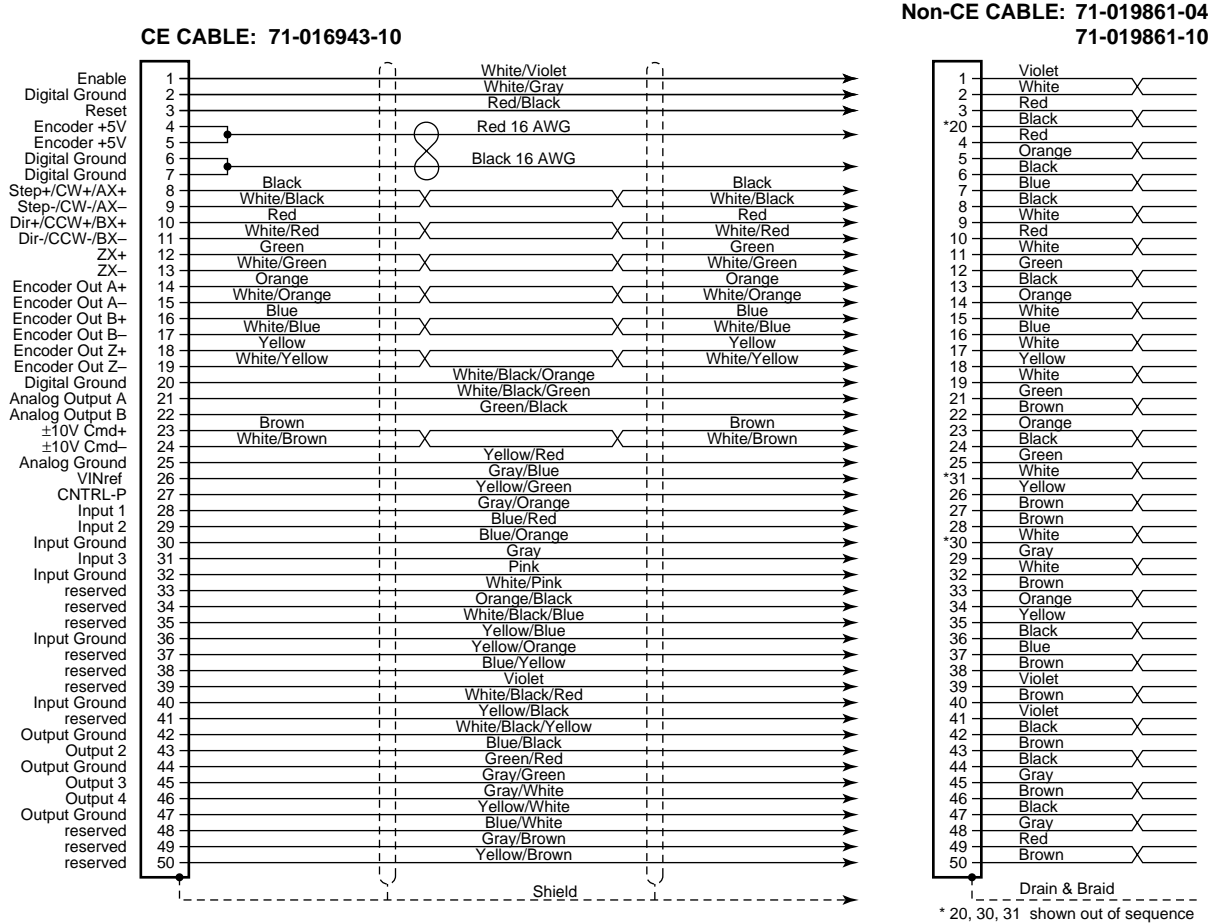 CE CABLE: 71-016943-10
Enable 1 White/Violet
Digital Ground 2 White/Gray
Reset 3 Red/Black
Encoder +5V 4 Red 16 AWG
Encoder +5V 5
Digital Ground 6 Black 16 AWG
Digital Ground 7
Step+/CW+/AX+ 8 Black Black
Step-/CW-/AX– 9 White/Black White/Black
Dir+/CCW+/BX+ 10 Red Red
Dir-/CCW-/BX– 11 White/Red White/Red
ZX+ 12 Green Green
ZX– 13 White/Green White/Green
Encoder Out A+ 14 Orange Orange
Encoder Out A– 15 White/Orange White/Orange
Encoder Out B+ 16 Blue Blue
Encoder Out B– 17 White/Blue White/Blue
Encoder Out Z+ 18 Yellow Yellow
Encoder Out Z– 19 White/Yellow White/Yellow
Digital Ground 20 White/Black/Orange
Analog Output A 21 White/Black/Green
Analog Output B 22 Green/Black
±10V Cmd+ 23 Brown Brown
±10V Cmd– 24 White/Brown White/Brown
Analog Ground 25 Yellow/Red
VINref 26 Gray/Blue
CNTRL-P 27 Yellow/Green
Input 1 28 Gray/Orange
Input 2 29 Blue/Red
Input Ground 30 Blue/Orange
Input 3 31 Gray
Input Ground 32 Pink
reserved 33 White/Pink
reserved 34 Orange/Black
reserved 35 White/Black/Blue
Input Ground 36 Yellow/Blue
reserved 37 Yellow/Orange
reserved 38 Blue/Yellow
reserved 39 Violet
Input Ground 40 White/Black/Red
reserved 41 Yellow/Black
Output Ground 42 White/Black/Yellow
Output 2 43 Blue/Black
Output Ground 44 Green/Red
Output 3 45 Gray/Green
Output 4 46 Gray/White
Output Ground 47 Yellow/White
reserved 48 Blue/White
reserved 49 Gray/Brown
reserved 50 Yellow/Brown
Shield
Non-CE CABLE: 71-019861-04
71-019861-10
1 Violet
2 White
3 Red
*20 Black
4 Red
5 Orange
6 Black
7 Blue
8 Black
9 White
10 Red
11 White
12 Green
13 Black
14 Orange
15 White
16 Blue
17 White
18 Yellow
19 White
21 Green
22 Brown
23 Orange
24 Black
25 Green
*31 White
26 Yellow
27 Brown
28 Brown
*30 White
29 Gray
32 White
33 Brown
34 Orange
35 Yellow
36 Black
37 Blue
38 Brown
39 Violet
40 Brown
41 Violet
42 Black
43 Brown
44 Black
45 Gray
46 Brown
47 Black
48 Gray
49 Red
50 Brown
Drain & Braid
* 20, 30, 31 shown out of sequence